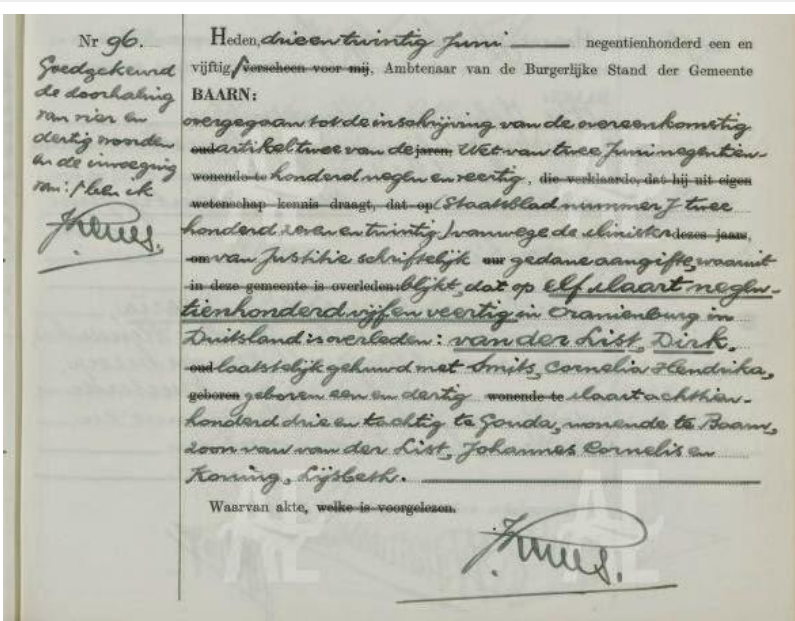 Nr 96.
Goedgekeurd
de doorhaling
van vier en
dertig woorden
en de invoeging
van: / ben ik
Heden, drie en twintig Juni negentienhonderd een en
vijftig / verscheen voor mij, Ambtenaar van de Burgerlijke Stand der Gemeente
BAARN:
overgegaan tot de inschrijving van de overeenkomstig
oud artikel twee van de jaren, Wet van twee Juni negentien-
wonende te honderd negen en veertig, die verklaarde, dat hij uit eigen
wetenschap kennis draagt, dat op (Staatsblad nummer J twee
honderd zeven en twintig) vanwege de Minister dezes jaars,
om van Justitie schriftelijk uur gedane aangifte, waaruit
in deze gemeente is overleden: blijkt, dat op elf Maart negen-
tienhonderd vijf en veertig in Oranienburg in
Duitsland is overleden: van der List, Dirk,
oud laatstelijk gehuwd met Smits, Cornelia Hendrika,
geboren geboren een en dertig wonende te Maart achttien-
honderd drie en tachtig te Gouda, wonende te Baarn,
zoon van van der List, Johannes Cornelis en
Koning, Lijsbeth.
Waarvan akte, welke is voorgelezen.